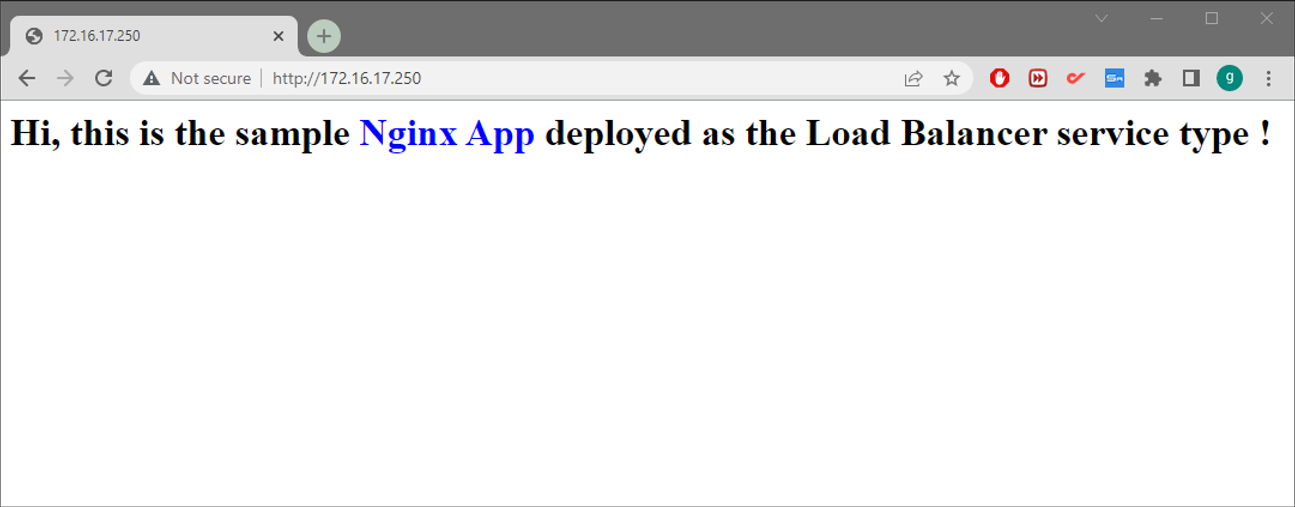 172.16.17.250
Not secure http://172.16.17.250
g
Hi, this is the sample Nginx App deployed as the Load Balancer service type !